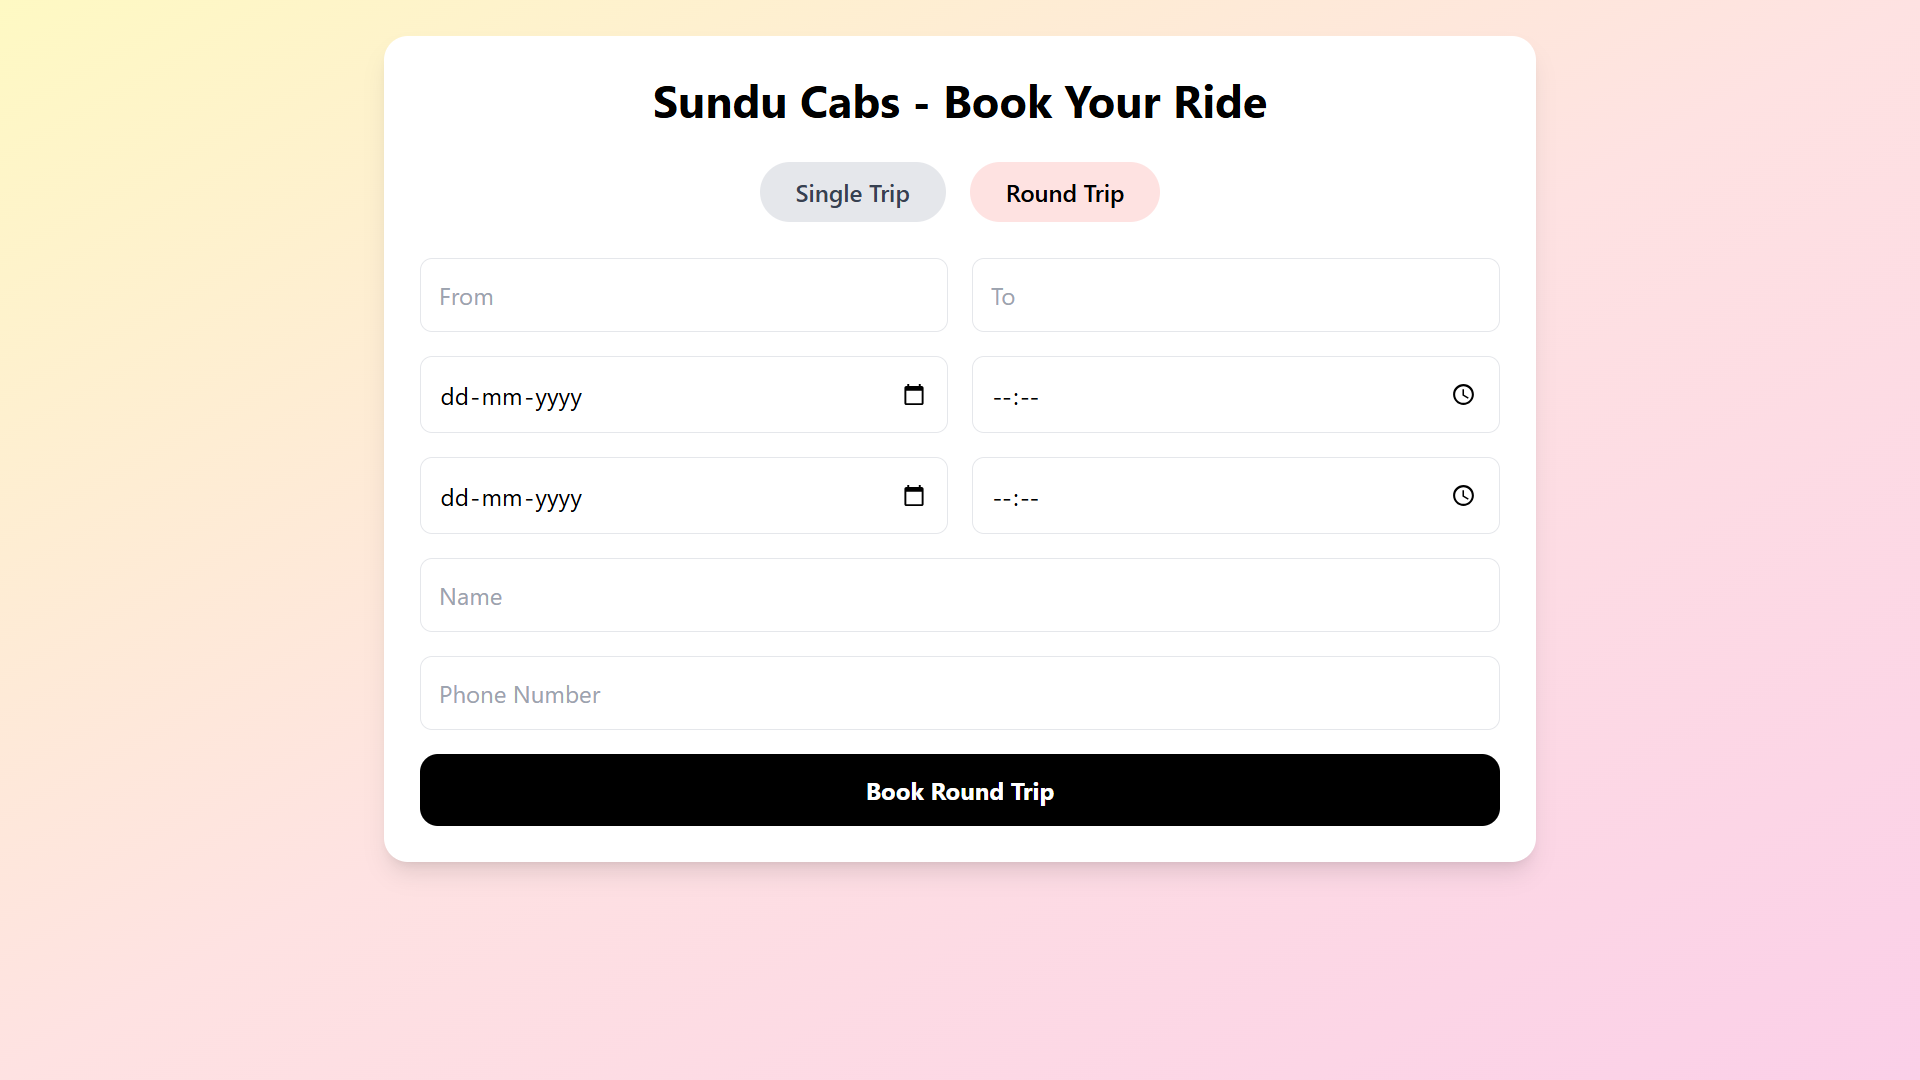 Sundu Cabs - Book Your Ride
Single Trip Round Trip
From To
dd-mm-yyyy --:--
dd-mm-yyyy --:--
Name
Phone Number
Book Round Trip